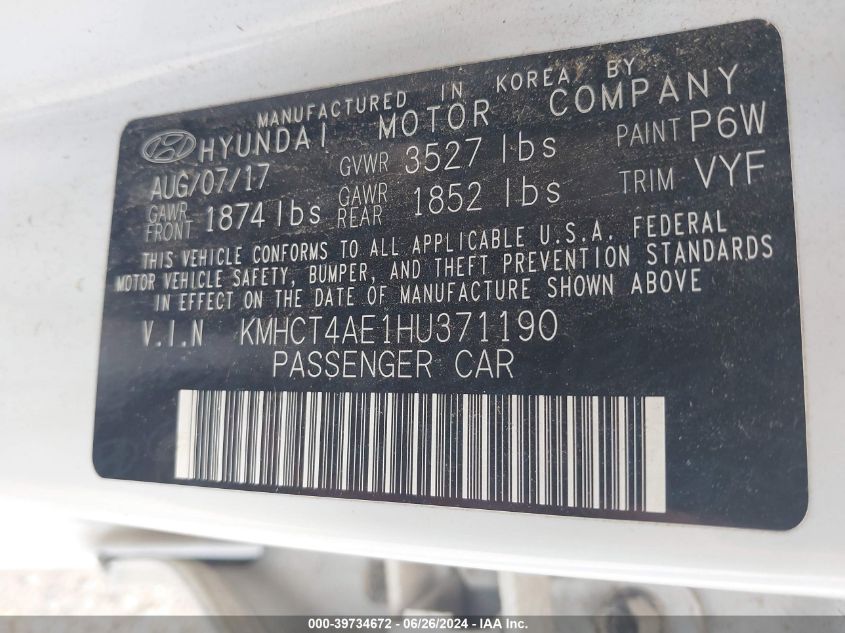 MANUFACTURED IN KOREA BY
HYUNDAI MOTOR COMPANY
AUG/07/17 GVWR 3527 lbs PAINT P6W
GAWR FRONT 1874 lbs GAWR REAR 1852 lbs TRIM VYF
THIS VEHICLE CONFORMS TO ALL APPLICABLE U.S.A. FEDERAL
MOTOR VEHICLE SAFETY, BUMPER, AND THEFT PREVENTION STANDARDS
IN EFFECT ON THE DATE OF MANUFACTURE SHOWN ABOVE
V.I.N KMHCT4AE1HU371190
PASSENGER CAR
000-39734672 - 06/26/2024 - IAA Inc.